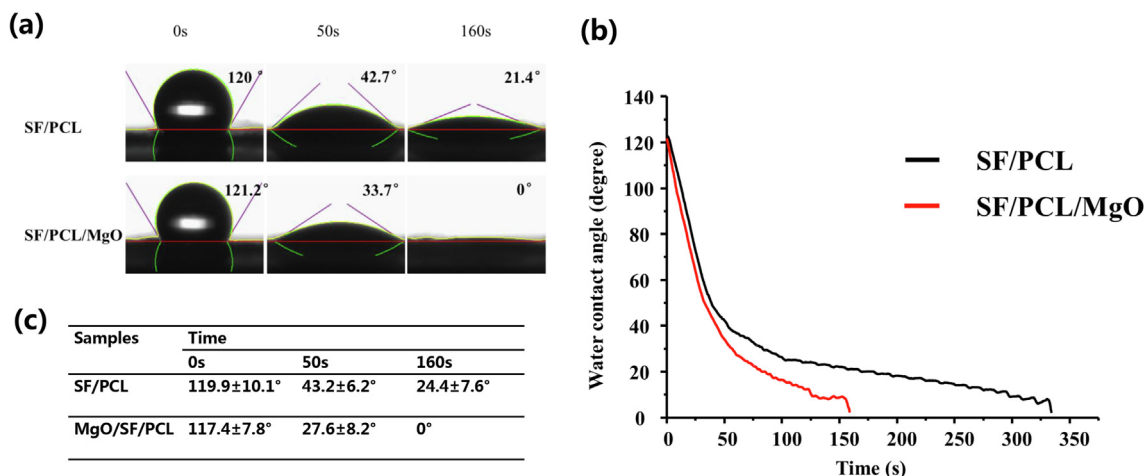 (a)
0s 50s 160s
SF/PCL
120° 42.7° 21.4°
SF/PCL/MgO
121.2° 33.7° 0°
(b)
Water contact angle (degree)
140
120
100
80
60
40
20
0
0 50 100 150 200 250 300 350
Time (s)
SF/PCL
SF/PCL/MgO
(c)
Samples Time
0s 50s 160s
SF/PCL 119.9±10.1° 43.2±6.2° 24.4±7.6°
MgO/SF/PCL 117.4±7.8° 27.6±8.2° 0°